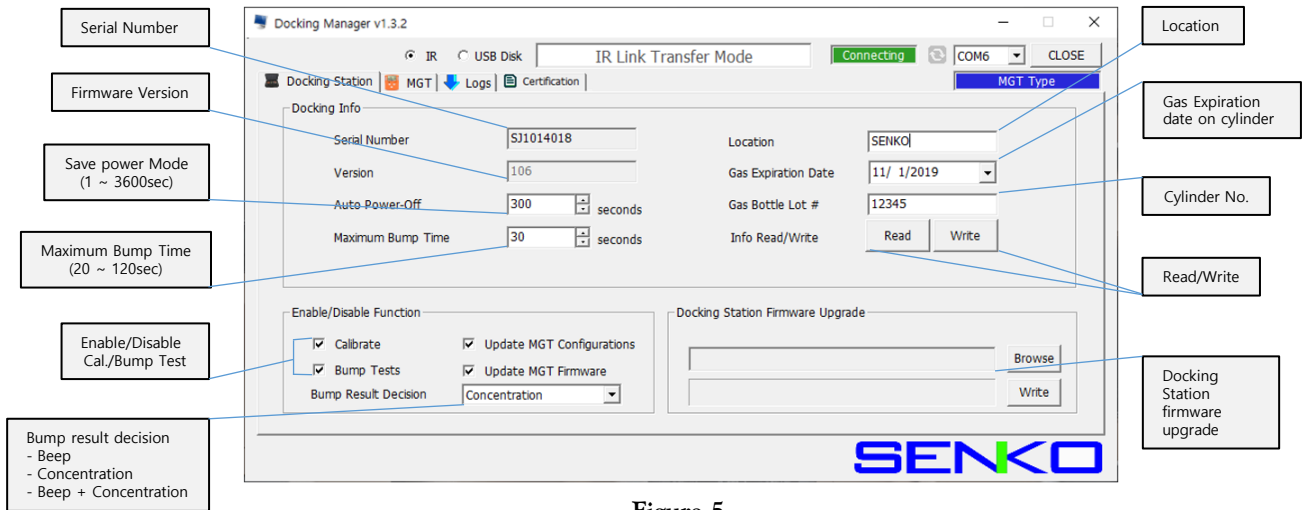 Serial Number
Firmware Version
Save power Mode
(1 ~ 3600sec)
Maximum Bump Time
(20 ~ 120sec)
Enable/Disable
Cal./Bump Test
Bump result decision
- Beep
- Concentration
- Beep + Concentration
Docking Manager v1.3.2
IR USB Disk IR Link Transfer Mode Connecting COM6 CLOSE
Docking Station MGT Logs Certification MGT Type
Docking Info
Serial Number SJ1014018 Location SENKO
Version 106 Gas Expiration Date 11/ 1/2019
Auto Power-Off 300 seconds Gas Bottle Lot # 12345
Maximum Bump Time 30 seconds Info Read/Write Read Write
Enable/Disable Function
Calibrate Update MGT Configurations
Bump Tests Update MGT Firmware
Bump Result Decision Concentration
Docking Station Firmware Upgrade
Browse
Write
SENKO
Location
Gas Expiration
date on cylinder
Cylinder No.
Read/Write
Docking
Station
firmware
upgrade
Figure 5